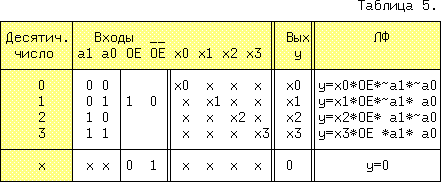 Таблица 5.
Десятич. Входы __ Вых ЛФ
число a1 a0 OE OE x0 x1 x2 x3 y
0 0 0 x0 x x x x0 y=x0*OE*~a1*~a0
1 0 1 1 0 x x1 x x x1 y=x1*OE*~a1* a0
2 1 0 x x x2 x x2 y=x2*OE* a1*~a0
3 1 1 x x x x3 x3 y=x3*OE *a1* a0
x x x 0 1 x x x x 0 y=0